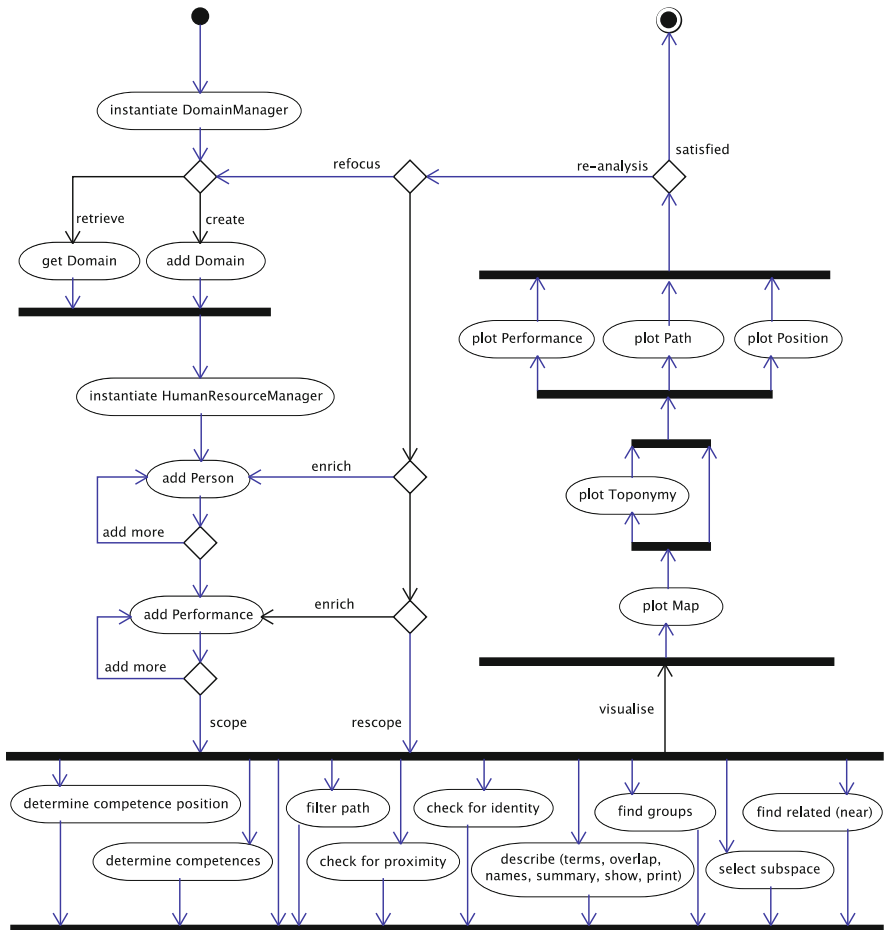 instantiate DomainManager
satisfied
refocus
re-analysis
retrieve
create
get Domain
add Domain
plot Performance
plot Path
plot Position
instantiate HumanResourceManager
add Person
enrich
plot Toponymy
add more
add Performance
enrich
plot Map
add more
scope
rescope
visualise
determine competence position
filter path
check for identity
find groups
find related (near)
determine competences
check for proximity
describe (terms, overlap,
names, summary, show, print)
select subspace